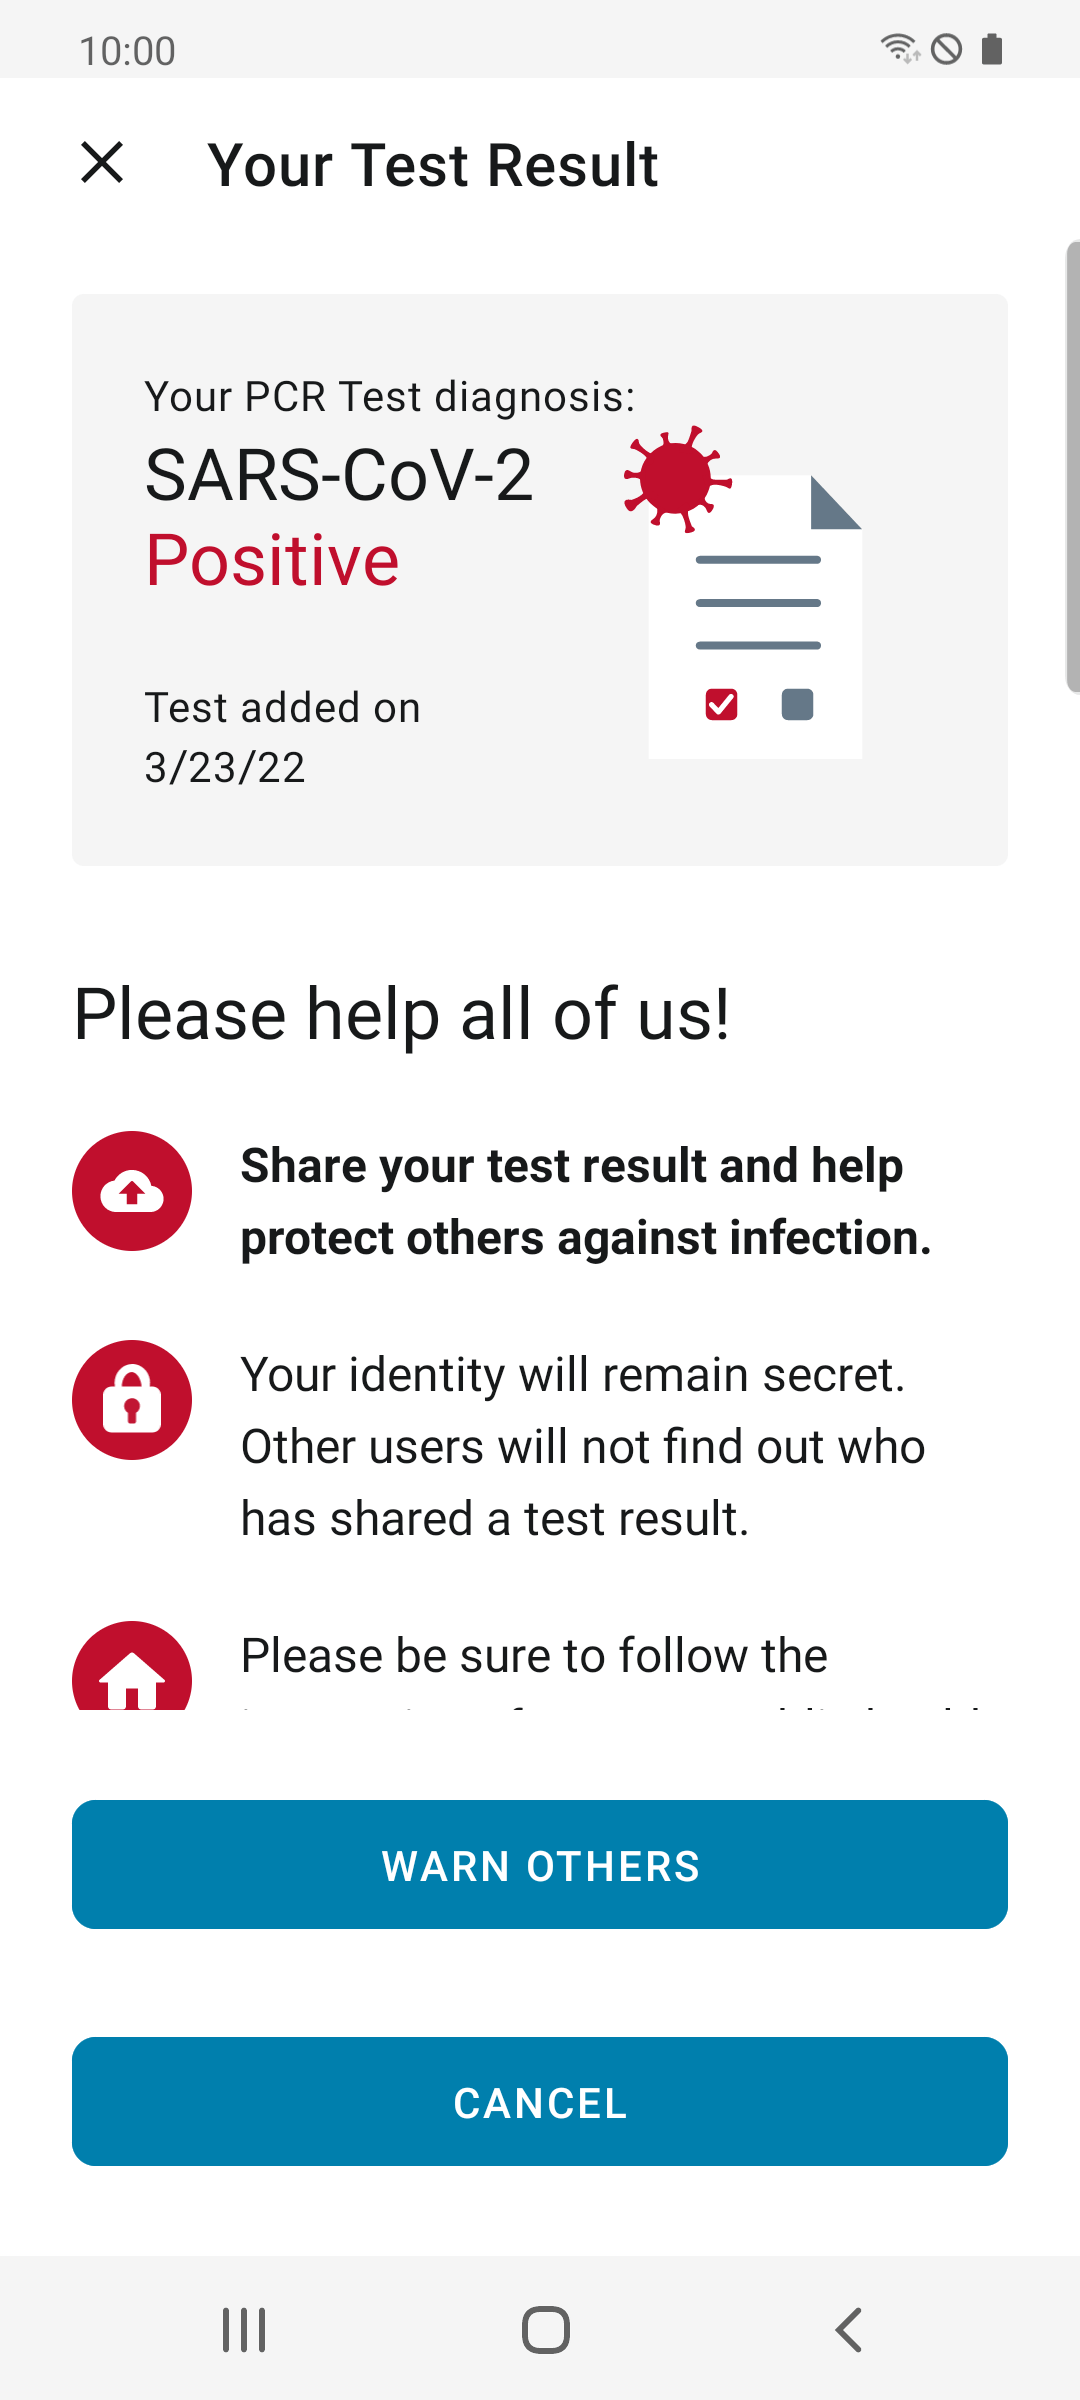 10:00
Your Test Result
Your PCR Test diagnosis:
SARS-CoV-2
Positive
Test added on
3/23/22
Please help all of us!
Share your test result and help
protect others against infection.
Your identity will remain secret.
Other users will not find out who
has shared a test result.
Please be sure to follow the
WARN OTHERS
CANCEL